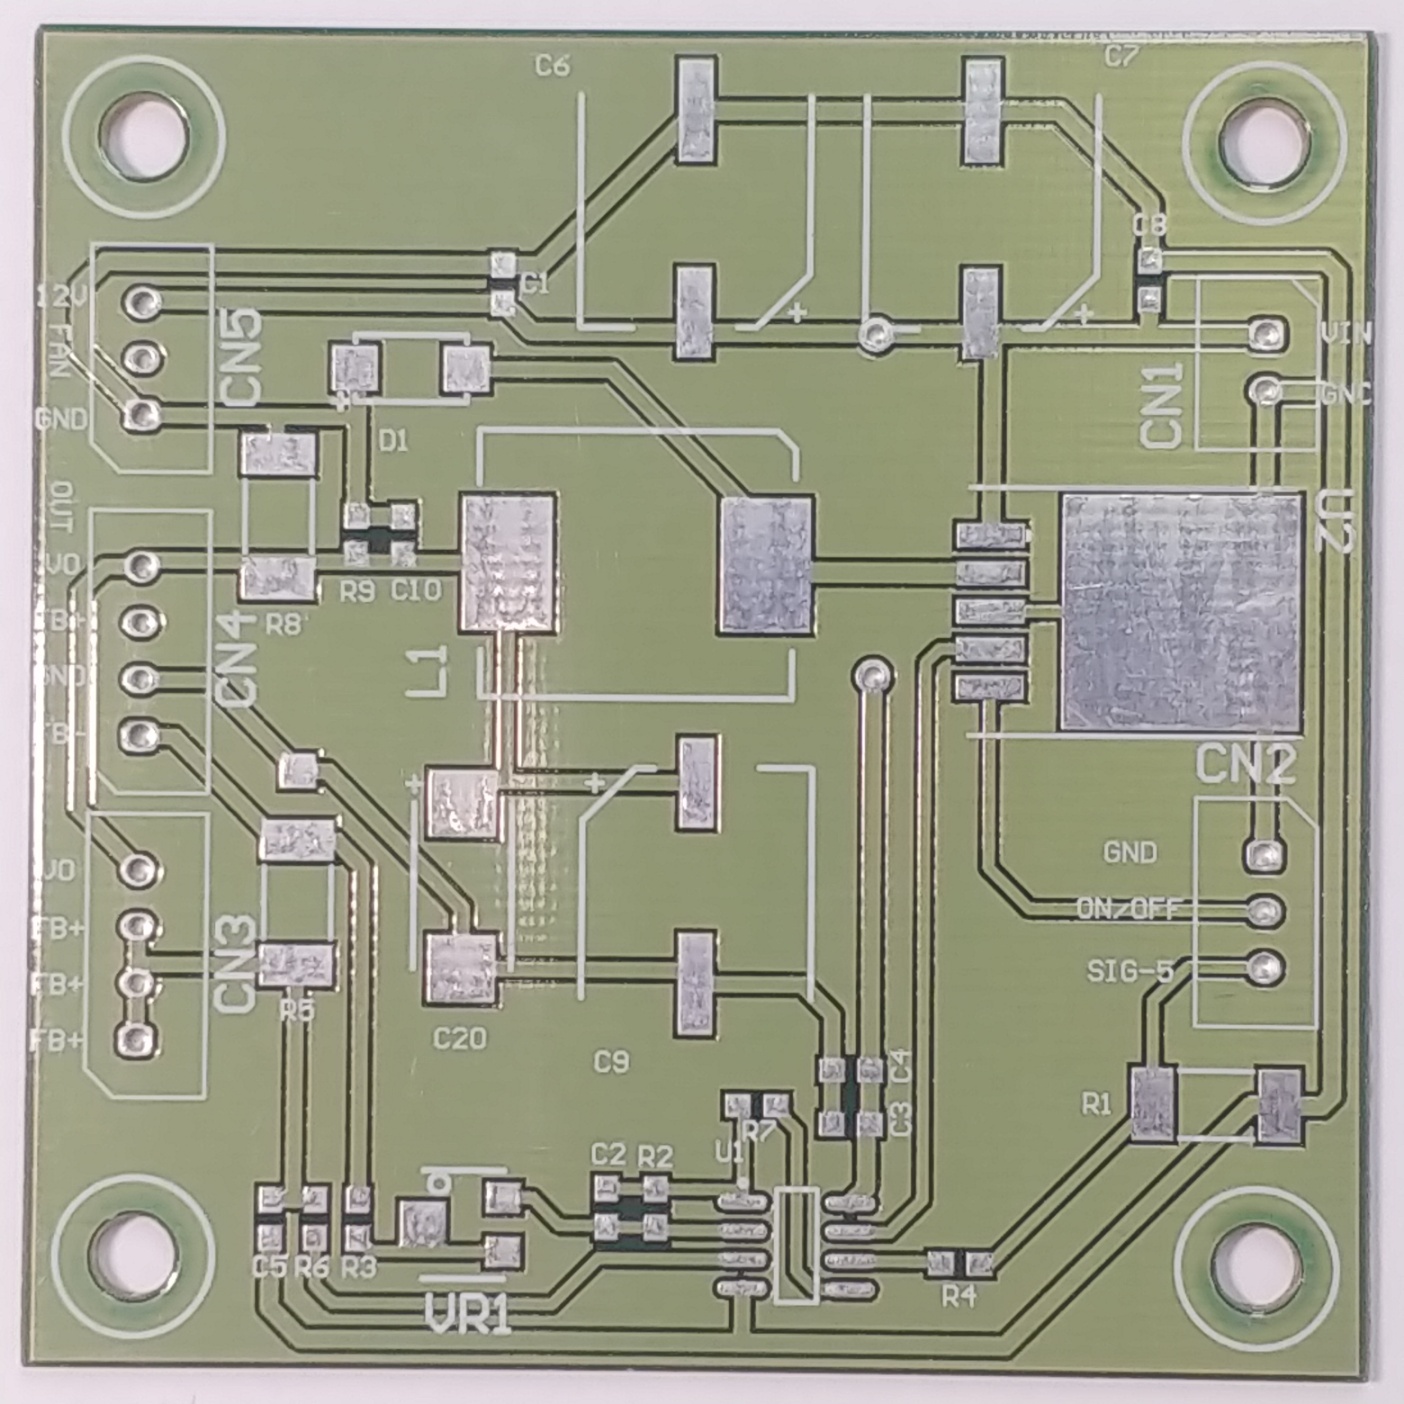 C6
C7
C8
12V
C1
FAN
CN5
VIN
GND
D1
CN1
GNC
OUT
U2
VO
R9 C10
FB+
R8
CN4
GND
L1
FB-
CN2
VO
GND
FB+
CN3
ON/OFF
FB+
SIG-5
R5
FB+
C20
C9
C4
R1
C3
R7
U1
C2 R2
C5 R6 R3
VR1
R4